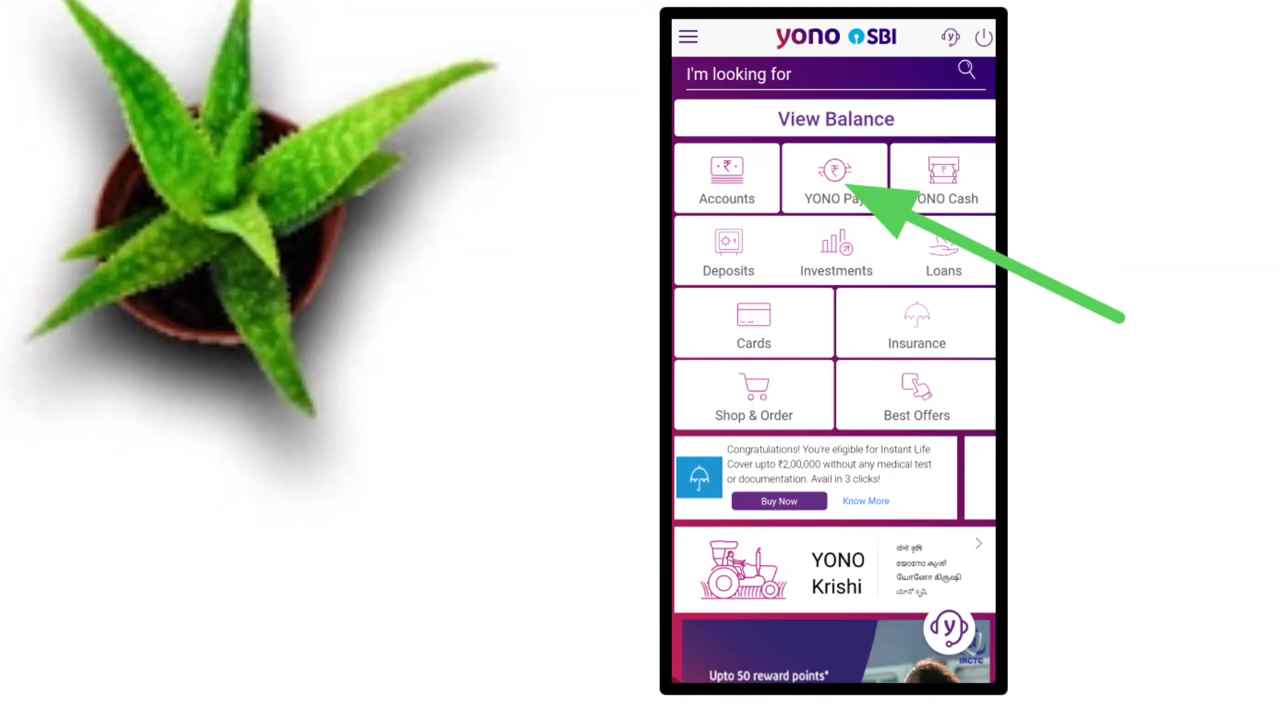 yono SBI
I'm looking for
View Balance
Accounts
YONO Pay
YONO Cash
Deposits
Investments
Loans
Cards
Insurance
Shop & Order
Best Offers
Congratulations! You're eligible for Instant Life
Cover upto ₹2,00,000 without any medical test
or documentation. Avail in 3 clicks!
Buy Now
Know More
YONO
Krishi
योनो कृषि
യോനോ കൃഷി
யோனோ கிருஷி
Upto 50 reward points*
IRCTC